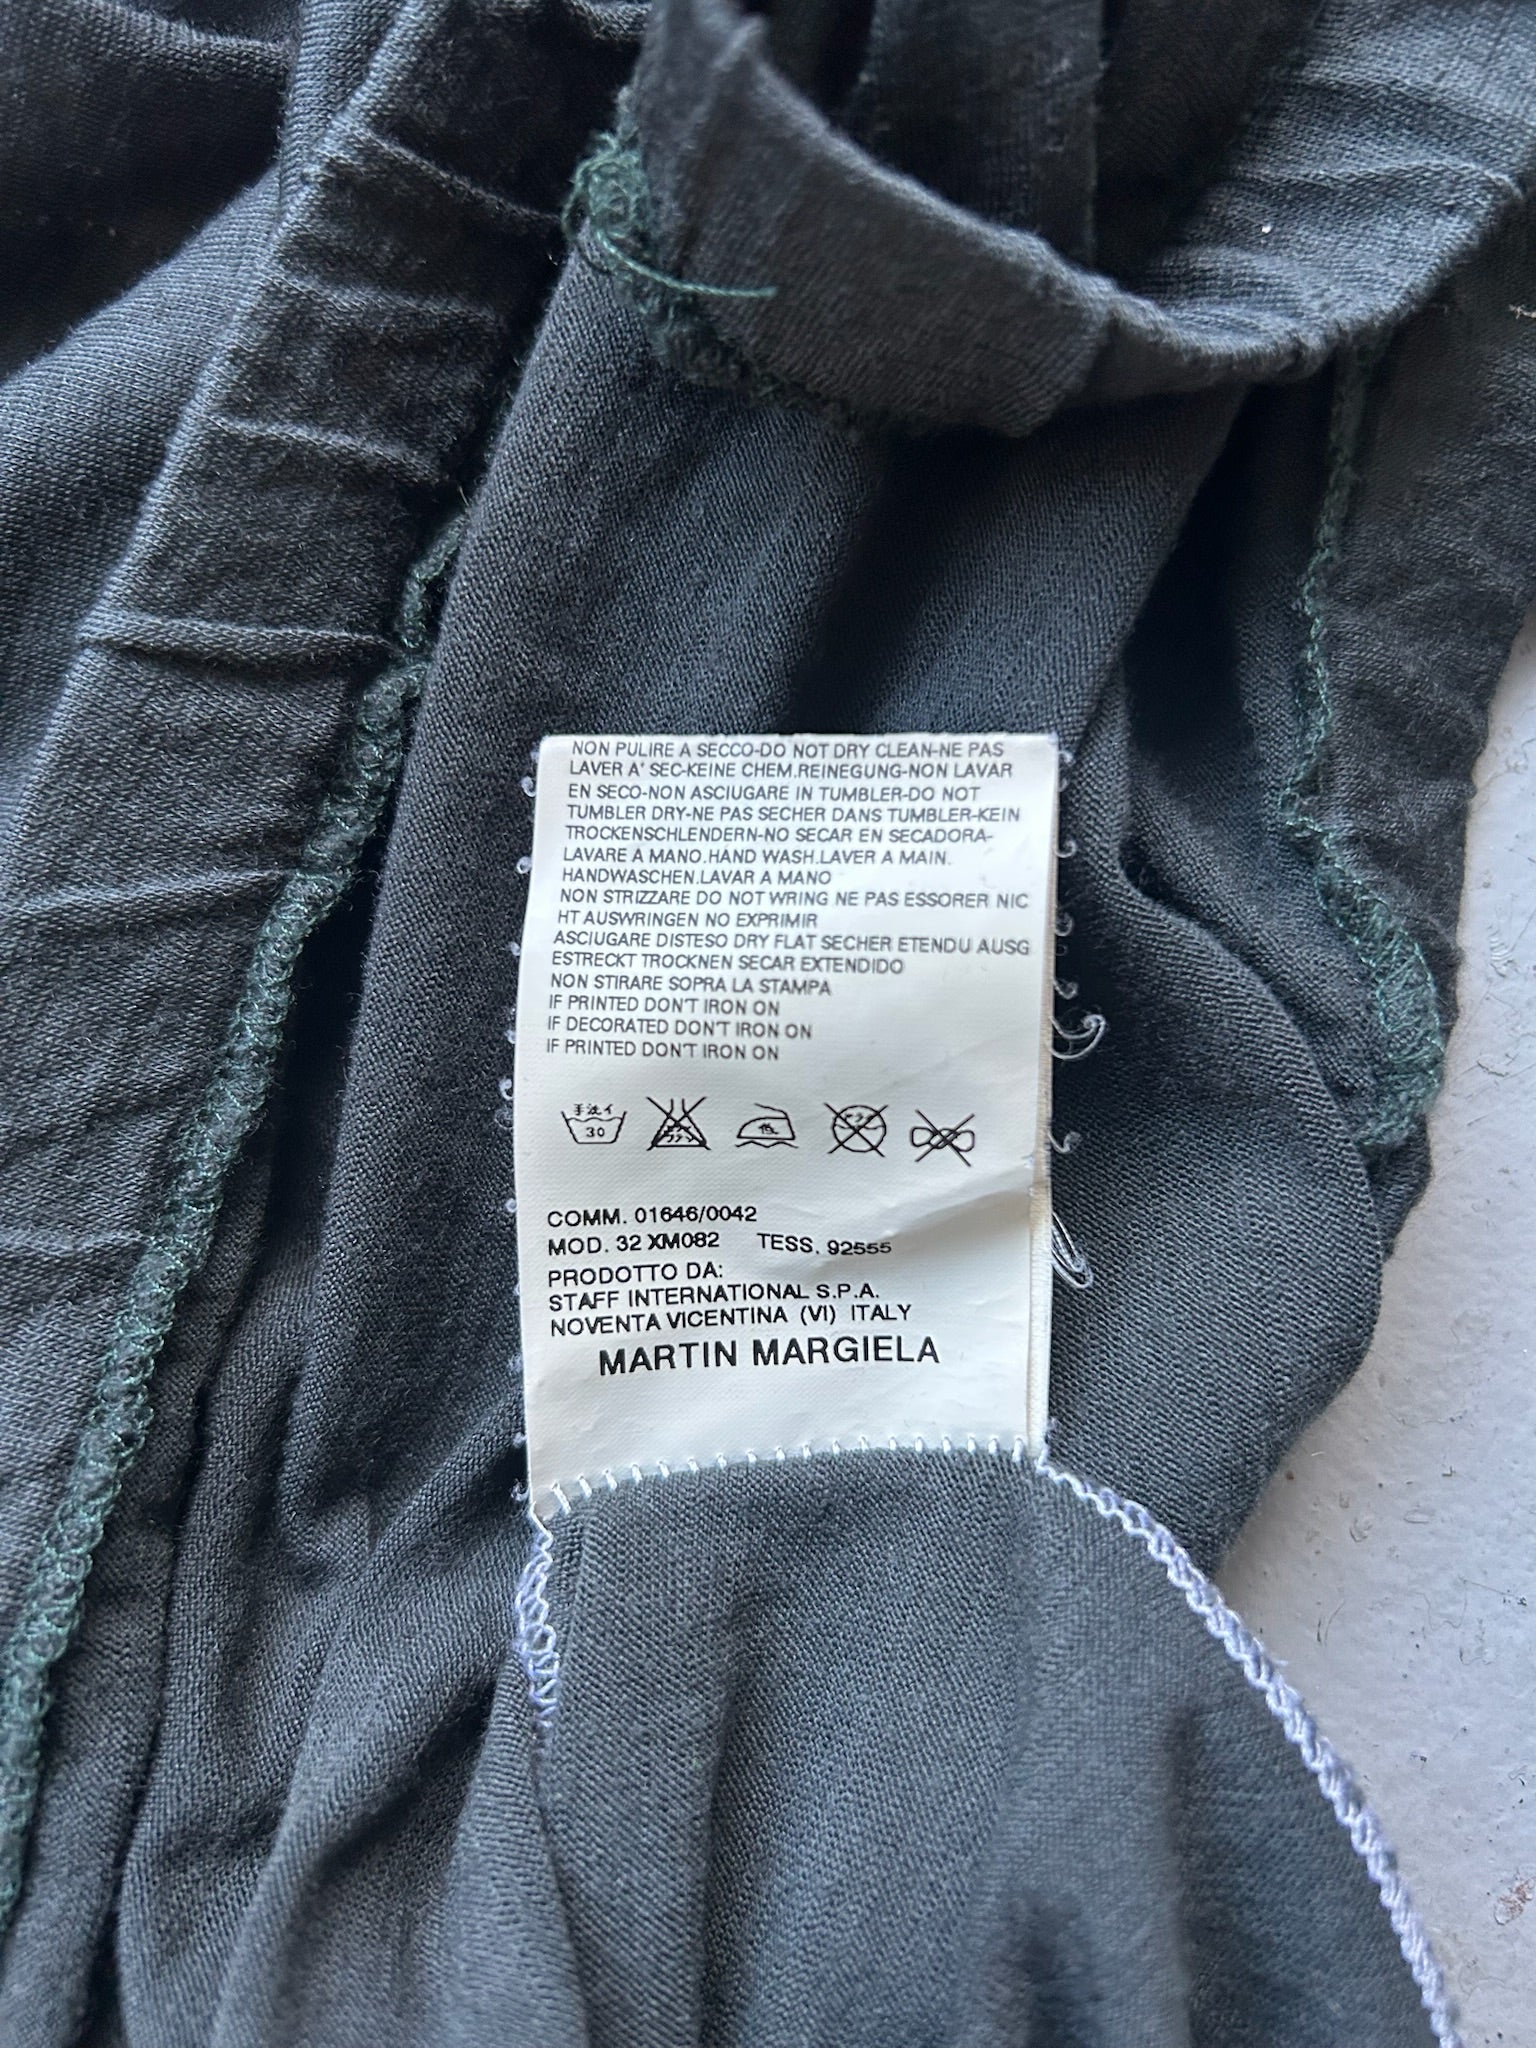 NON PULIRE A SECCO-DO NOT DRY CLEAN-NE PAS
LAVER A' SEC-KEINE CHEM.REINEGUNG-NON LAVAR
EN SECO-NON ASCIUGARE IN TUMBLER-DO NOT
TUMBLER DRY-NE PAS SECHER DANS TUMBLER-KEIN
TROCKENSCHLENDERN-NO SECAR EN SECADORA-
LAVARE A MANO.HAND WASH.LAVER A MAIN.
HANDWASCHEN.LAVAR A MANO
NON STRIZZARE DO NOT WRING NE PAS ESSORER NIC
HT AUSWRINGEN NO EXPRIMIR
ASCIUGARE DISTESO DRY FLAT SECHER ETENDU AUSG
ESTRECKT TROCKNEN SECAR EXTENDIDO
NON STIRARE SOPRA LA STAMPA
IF PRINTED DON'T IRON ON
IF DECORATED DON'T IRON ON
IF PRINTED DON'T IRON ON
手洗イ
30
低
COMM. 01646/0042
MOD. 32 XM082 TESS. 92555
PRODOTTO DA:
STAFF INTERNATIONAL S.P.A.
NOVENTA VICENTINA (VI) ITALY
MARTIN MARGIELA